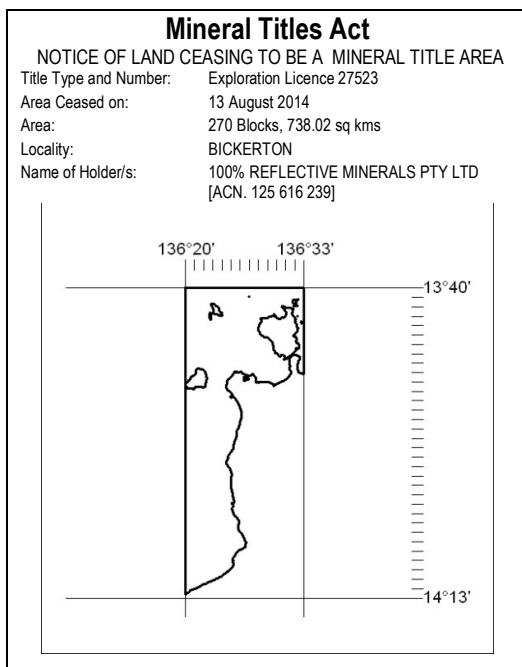 Mineral Titles Act
NOTICE OF LAND CEASING TO BE A MINERAL TITLE AREA
Title Type and Number: Exploration Licence 27523
Area Ceased on: 13 August 2014
Area: 270 Blocks, 738.02 sq kms
Locality: BICKERTON
Name of Holder/s: 100% REFLECTIVE MINERALS PTY LTD
[ACN. 125 616 239]
136°20' 136°33'
13°40'
14°13'